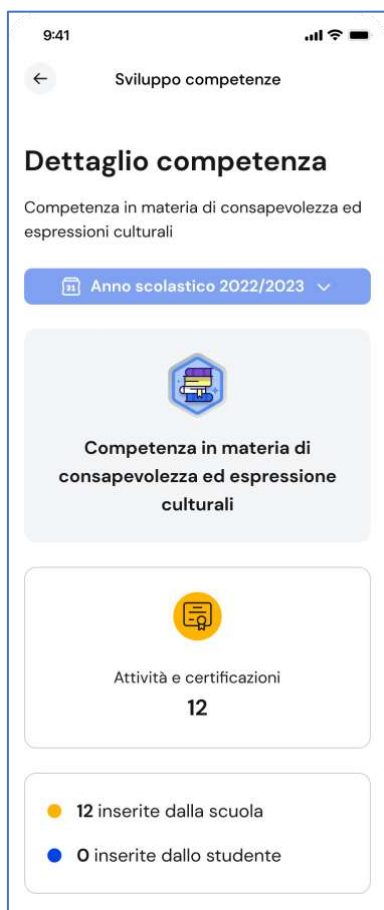 9:41
Sviluppo competenze
Dettaglio competenza
Competenza in materia di consapevolezza ed
espressioni culturali
31 Anno scolastico 2022/2023
Competenza in materia di
consapevolezza ed espressione
culturali
Attività e certificazioni
12
12 inserite dalla scuola
0 inserite dallo studente